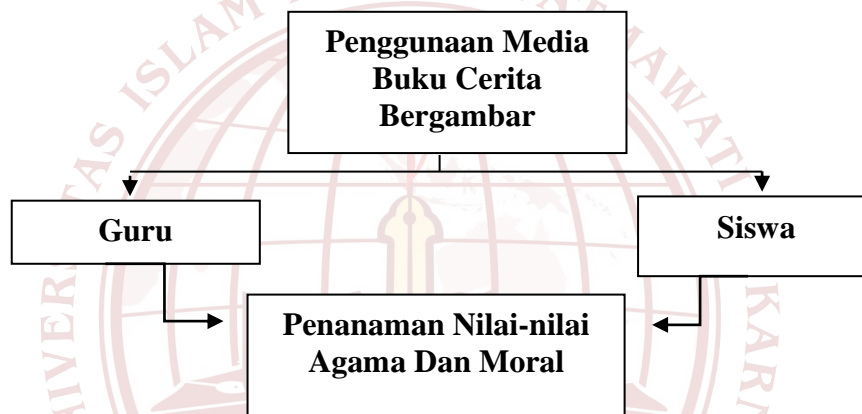 Penggunaan Media
Buku Cerita
Bergambar
Guru
Siswa
Penanaman Nilai-nilai
Agama Dan Moral